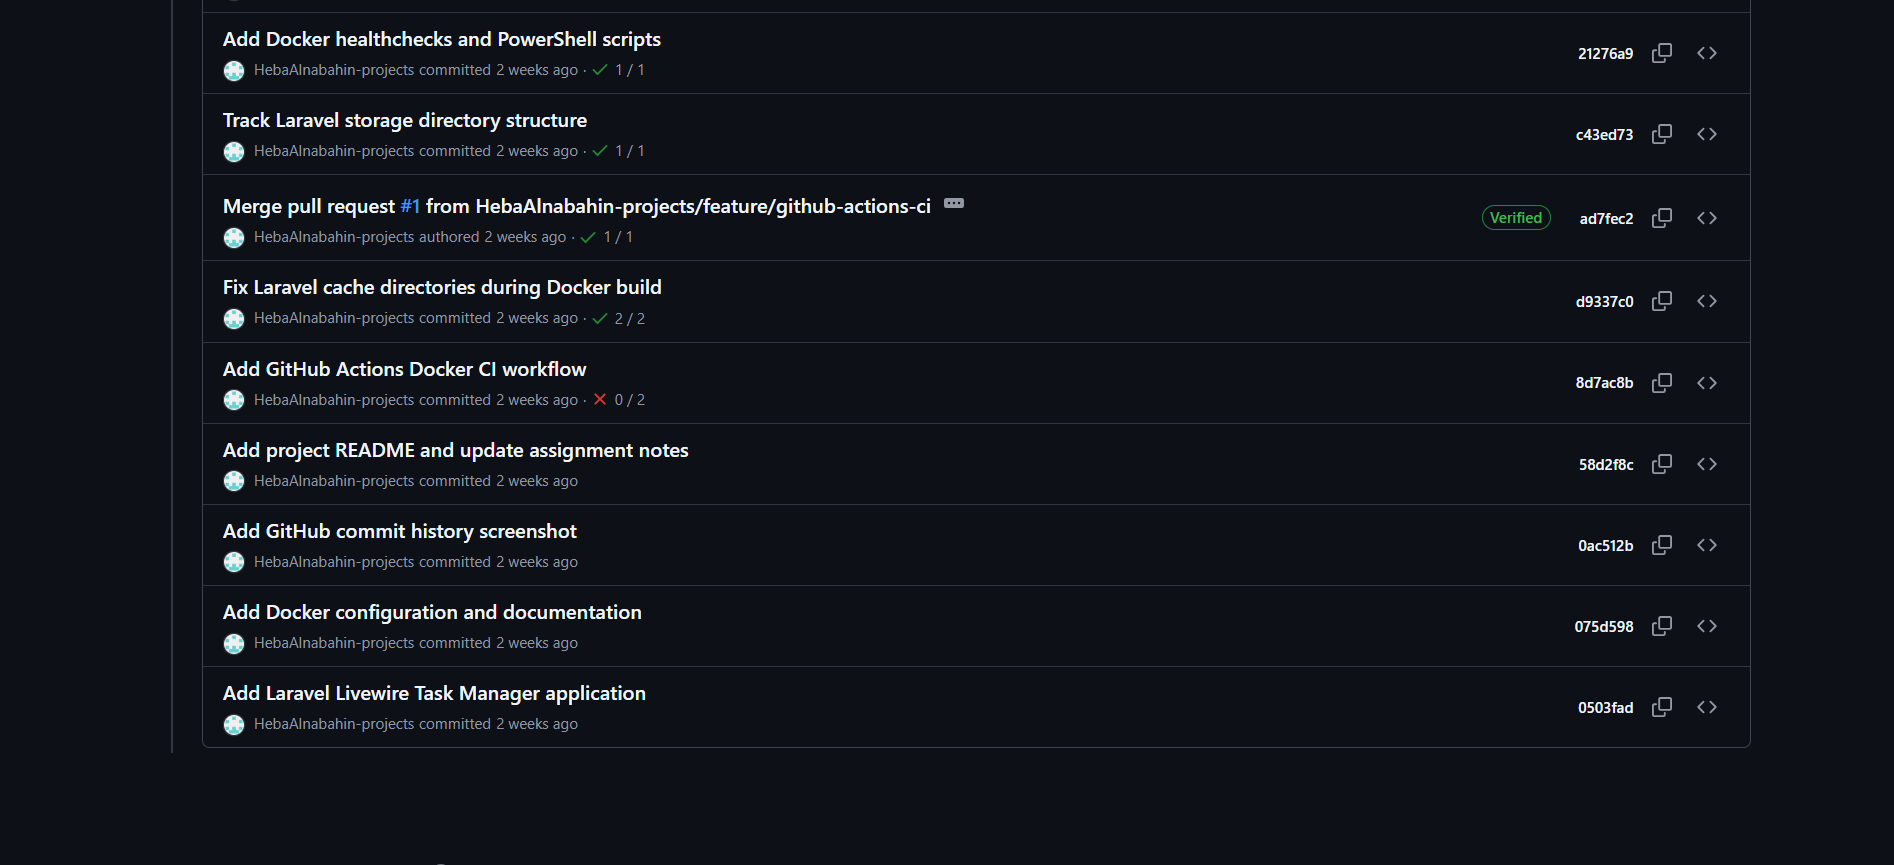 Add Docker healthchecks and PowerShell scripts
HebaAlnabahin-projects committed 2 weeks ago · 1 / 1
21276a9
Track Laravel storage directory structure
HebaAlnabahin-projects committed 2 weeks ago · 1 / 1
c43ed73
Merge pull request #1 from HebaAlnabahin-projects/feature/github-actions-ci
HebaAlnabahin-projects authored 2 weeks ago · 1 / 1
Verified ad7fec2
Fix Laravel cache directories during Docker build
HebaAlnabahin-projects committed 2 weeks ago · 2 / 2
d9337c0
Add GitHub Actions Docker CI workflow
HebaAlnabahin-projects committed 2 weeks ago · 0 / 2
8d7ac8b
Add project README and update assignment notes
HebaAlnabahin-projects committed 2 weeks ago
58d2f8c
Add GitHub commit history screenshot
HebaAlnabahin-projects committed 2 weeks ago
0ac512b
Add Docker configuration and documentation
HebaAlnabahin-projects committed 2 weeks ago
075d598
Add Laravel Livewire Task Manager application
HebaAlnabahin-projects committed 2 weeks ago
0503fad